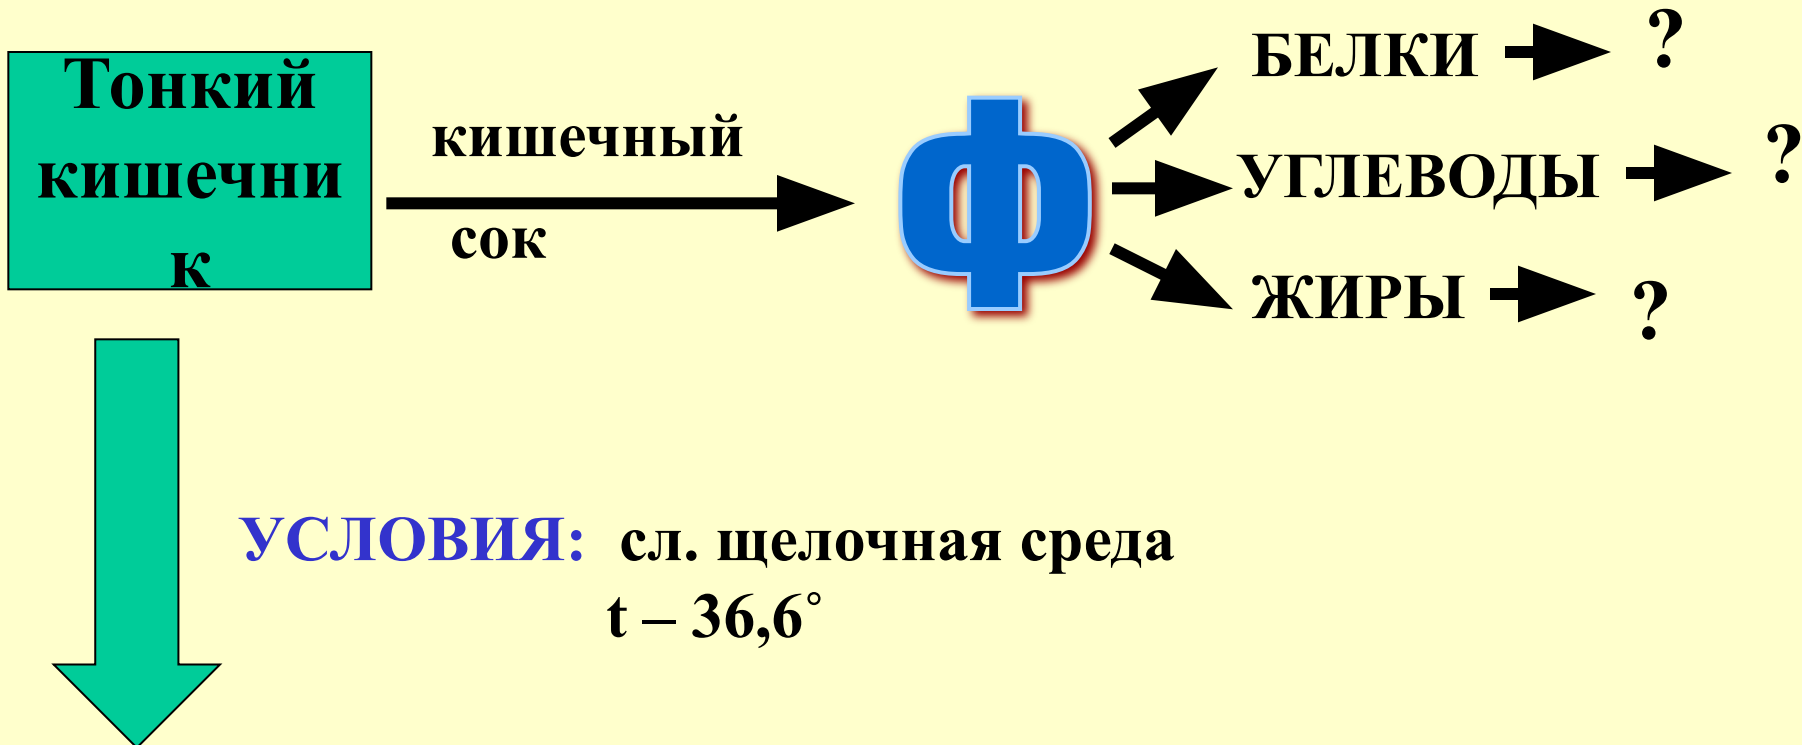 Тонкий
кишечни
к
кишечный
сок
Ф
БЕЛКИ ?
УГЛЕВОДЫ ?
ЖИРЫ ?
УСЛОВИЯ: сл. щелочная среда
t – 36,6˚